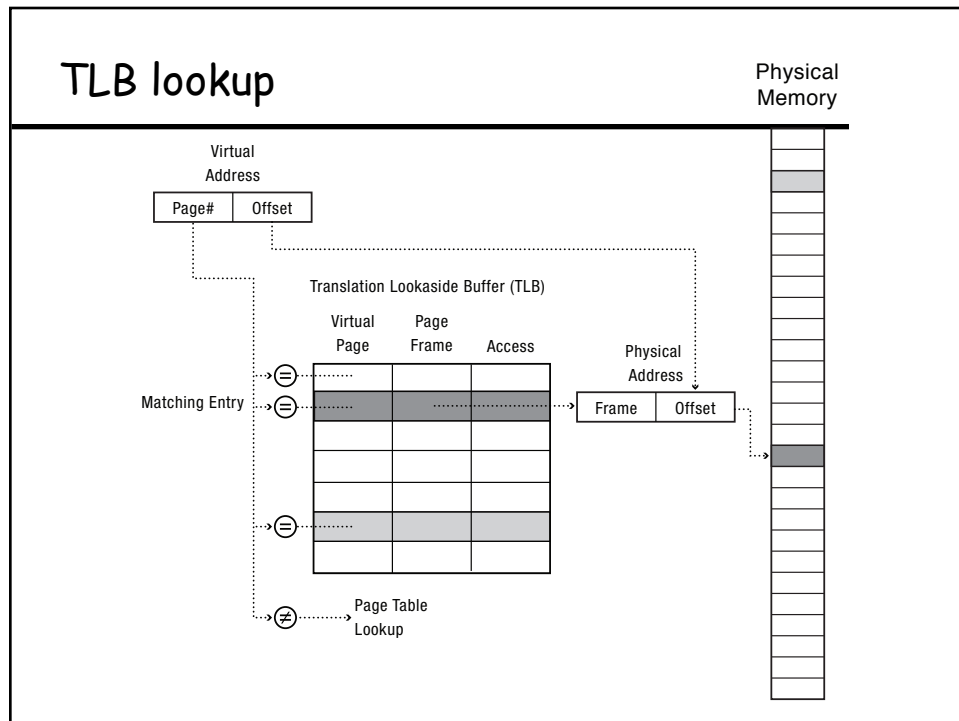 TLB lookup
Physical
Memory
Virtual
Address
Page# Offset
Translation Lookaside Buffer (TLB)
Virtual
Page
Page
Frame
Access
Physical
Address
Matching Entry
=
=
Frame Offset
=
≠
Page Table
Lookup